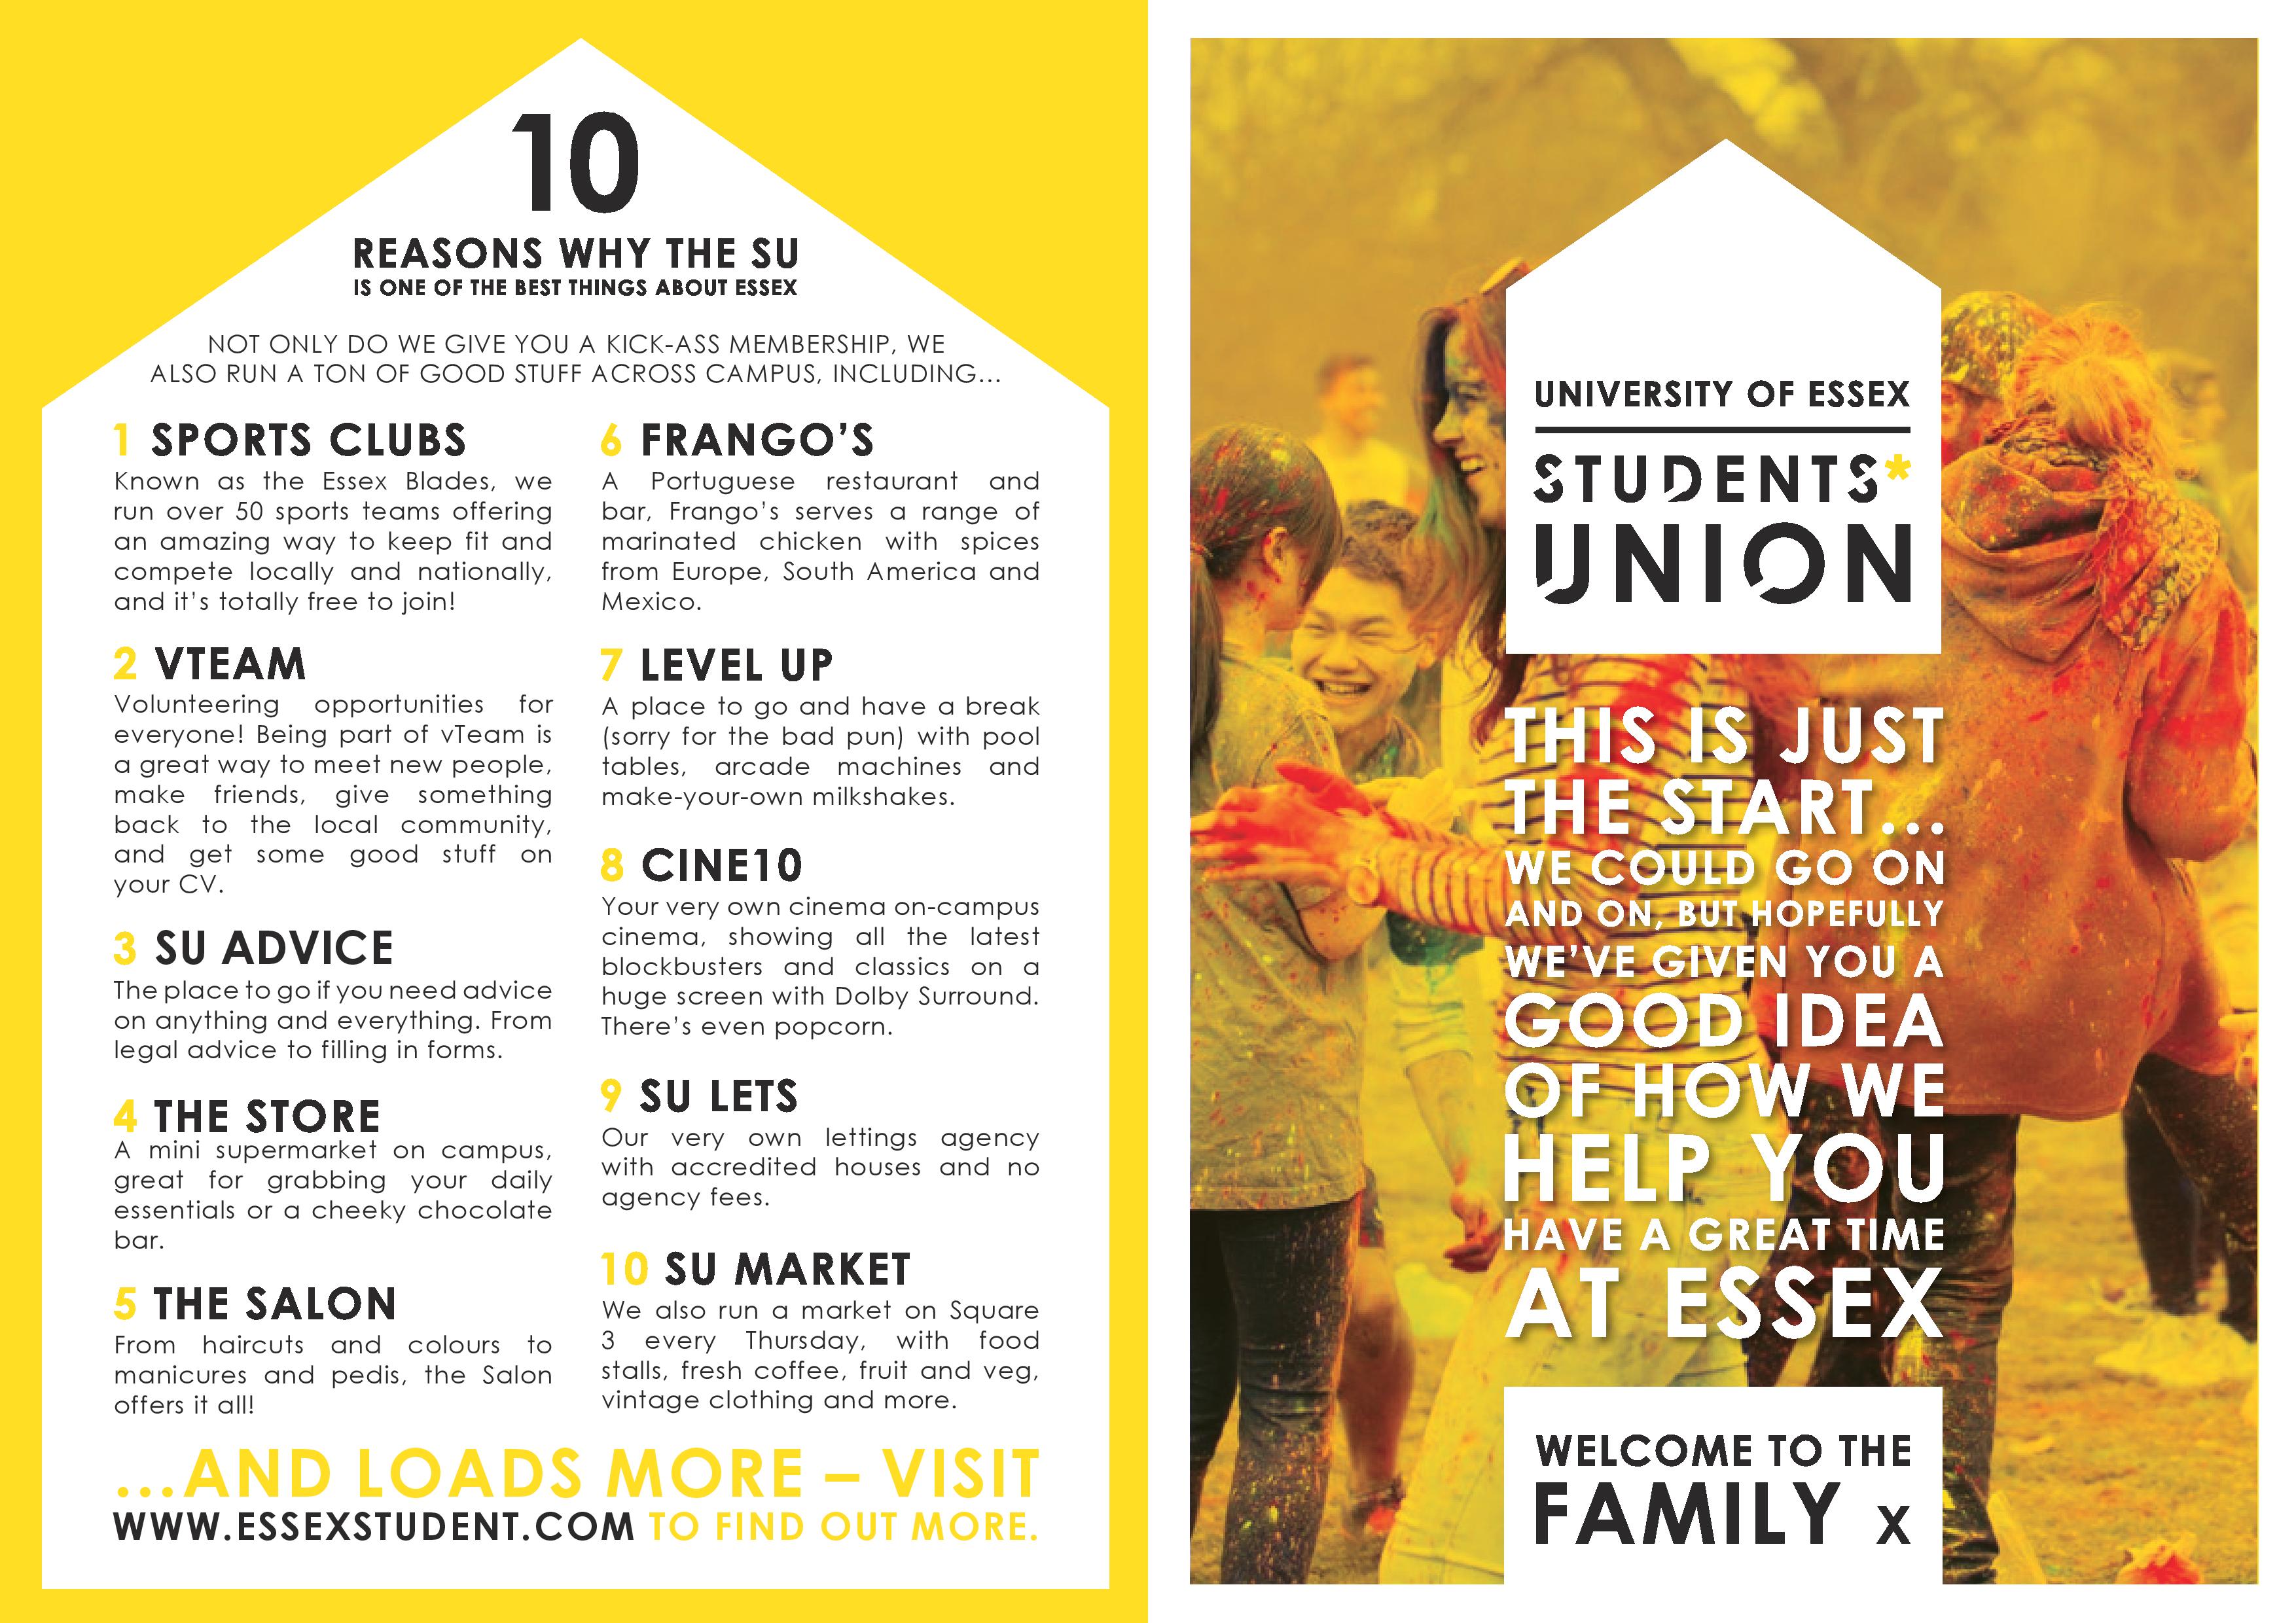 10
REASONS WHY THE SU
IS ONE OF THE BEST THINGS ABOUT ESSEX
NOT ONLY DO WE GIVE YOU A KICK-ASS MEMBERSHIP, WE
ALSO RUN A TON OF GOOD STUFF ACROSS CAMPUS, INCLUDING...
1 SPORTS CLUBS
Known as the Essex Blades, we
run over 50 sports teams offering
an amazing way to keep fit and
compete locally and nationally,
and it's totally free to join!
2 VTEAM
Volunteering opportunities for
everyone! Being part of vTeam is
a great way to meet new people,
make friends, give something
back to the local community,
and get some good stuff on
your CV.
3 SU ADVICE
The place to go if you need advice
on anything and everything. From
legal advice to filling in forms.
4 THE STORE
A mini supermarket on campus,
great for grabbing your daily
essentials or a cheeky chocolate
bar.
5 THE SALON
From haircuts and colours to
manicures and pedis, the Salon
offers it all!
6 FRANGO'S
A Portuguese restaurant and
bar, Frango's serves a range of
marinated chicken with spices
from Europe, South America and
Mexico.
7 LEVEL UP
A place to go and have a break
(sorry for the bad pun) with pool
tables, arcade machines and
make-your-own milkshakes.
8 CINE10
Your very own cinema on-campus
cinema, showing all the latest
blockbusters and classics on a
huge screen with Dolby Surround.
There's even popcorn.
9 SU LETS
Our very own lettings agency
with accredited houses and no
agency fees.
10 SU MARKET
We also run a market on Square
3 every Thursday, with food
stalls, fresh coffee, fruit and veg,
vintage clothing and more.
...AND LOADS MORE – VISIT
WWW.ESSEXSTUDENT.COM TO FIND OUT MORE.
UNIVERSITY OF ESSEX
STUDENTS*
UNION
THIS IS JUST
THE START...
WE COULD GO ON
AND ON, BUT HOPEFULLY
WE'VE GIVEN YOU A
GOOD IDEA
OF HOW WE
HELP YOU
HAVE A GREAT TIME
AT ESSEX
WELCOME TO THE
FAMILY x